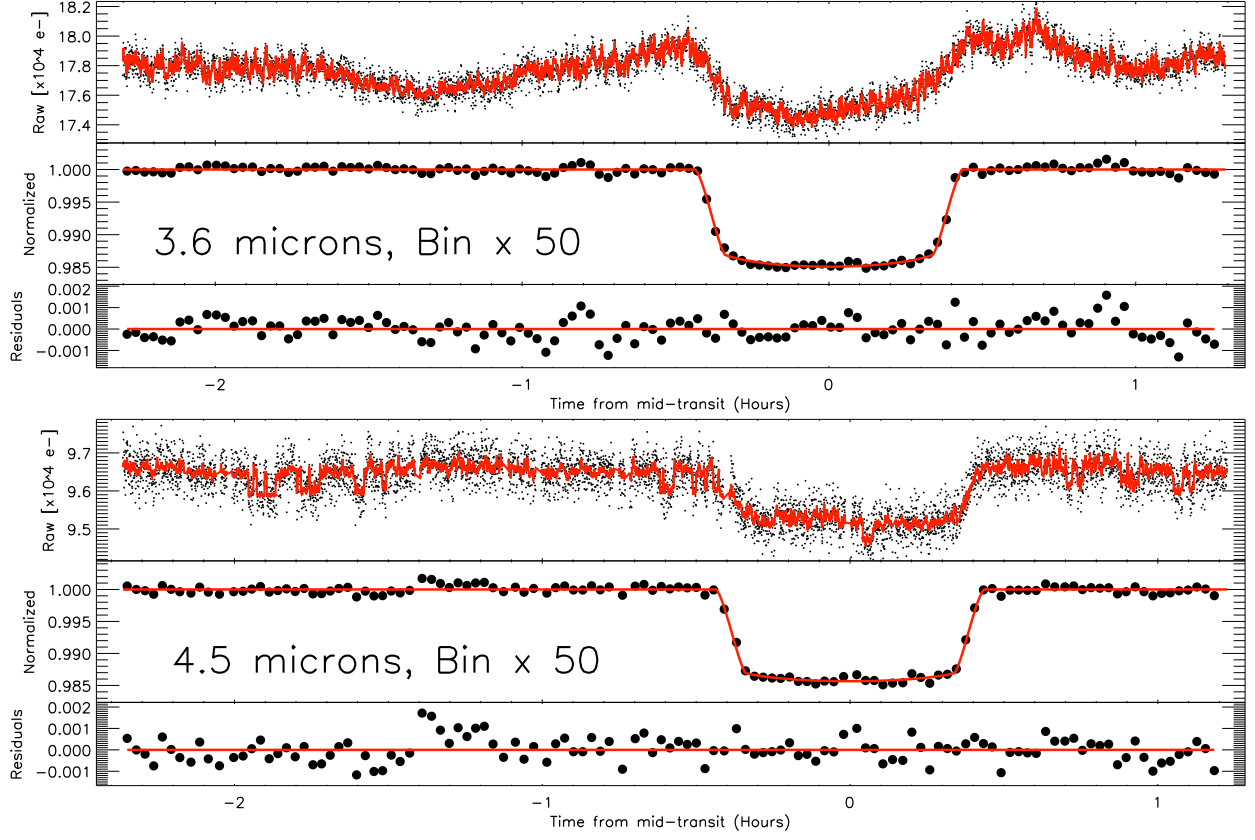 18.2
18.0
17.8
17.6
17.4
Raw [x10^4 e-]
1.000
0.995
0.990
0.985
Normalized
3.6 microns, Bin x 50
0.002
0.001
0.000
-0.001
Residuals
-2 -1 0 1
Time from mid-transit (Hours)
9.7
9.6
9.5
Raw [x10^4 e-]
1.000
0.995
0.990
0.985
Normalized
4.5 microns, Bin x 50
0.002
0.001
0.000
-0.001
Residuals
-2 -1 0 1
Time from mid-transit (Hours)